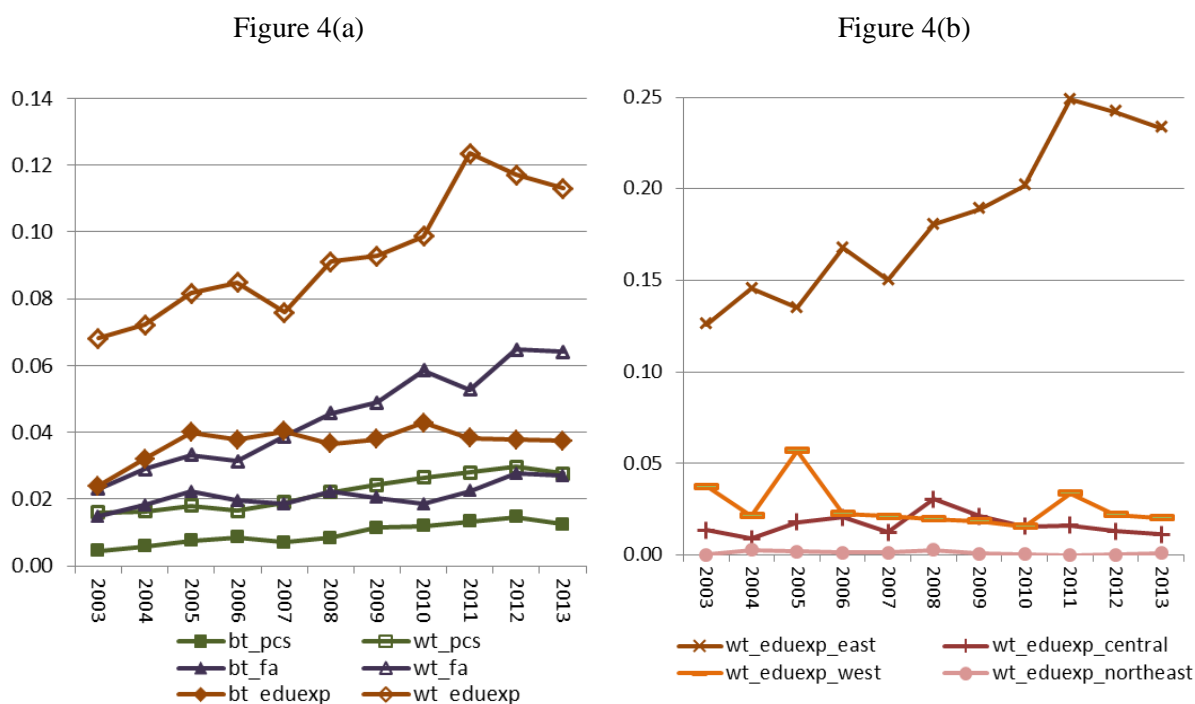 Figure 4(a)
0.14
0.12
0.10
0.08
0.06
0.04
0.02
0.00
2003 2004 2005 2006 2007 2008 2009 2010 2011 2012 2013
bt_pcs wt_pcs
bt_fa wt_fa
bt_eduexp wt_eduexp
Figure 4(b)
0.25
0.20
0.15
0.10
0.05
0.00
2003 2004 2005 2006 2007 2008 2009 2010 2011 2012 2013
wt_eduexp_east wt_eduexp_central
wt_eduexp_west wt_eduexp_northeast